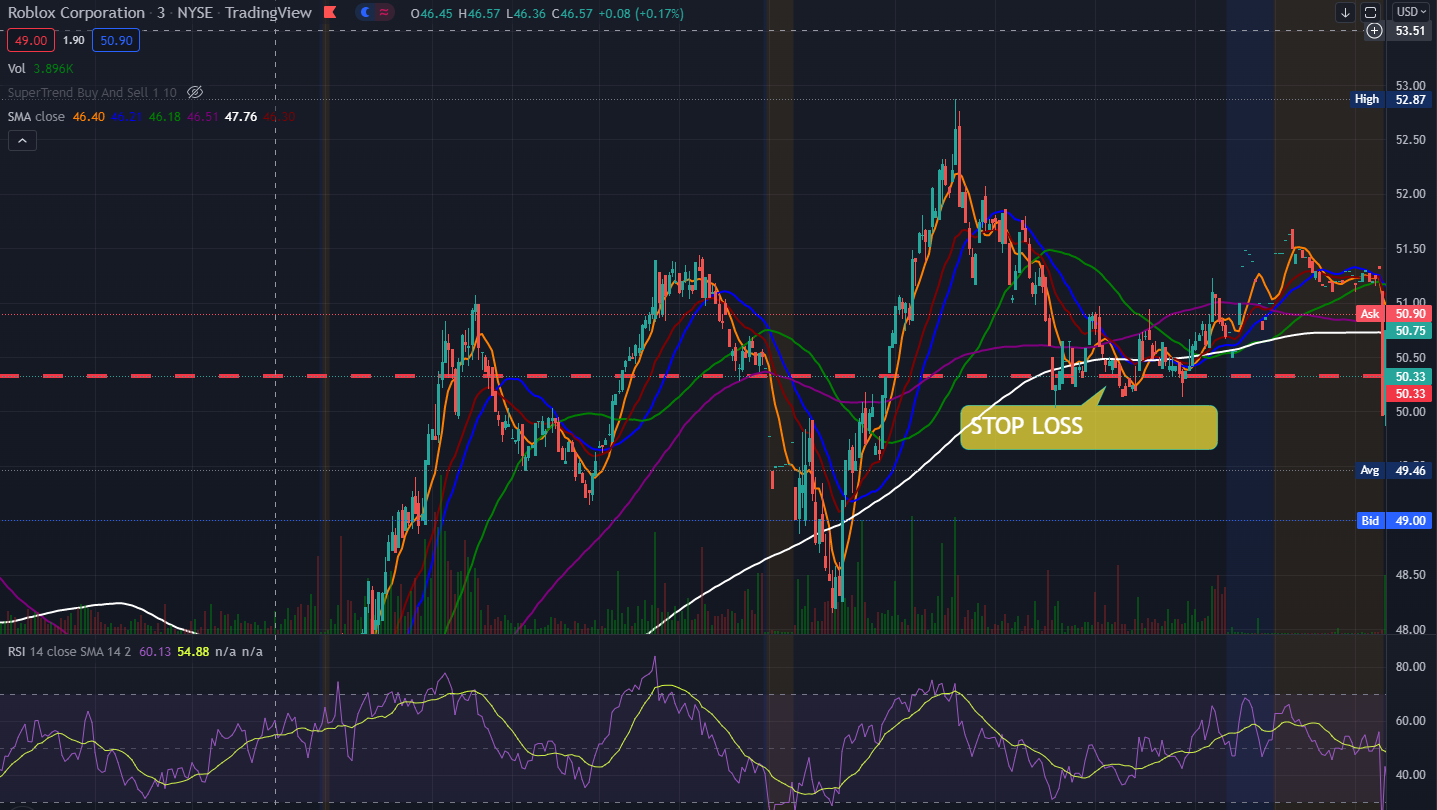 Roblox Corporation · 3 · NYSE · TradingView O46.45 H46.57 L46.36 C46.57 +0.08 (+0.17%)
USD
49.00 1.90 50.90
53.51
Vol 3.896K
SuperTrend Buy And Sell 1 10
SMA close 46.40 46.21 46.18 46.51 47.76 46.30
53.00
High 52.87
52.50
52.00
51.50
51.00
Ask 50.90
50.75
50.50
50.33
50.33
50.00
STOP LOSS
Avg 49.46
Bid 49.00
48.50
48.00
RSI 14 close SMA 14 2 60.13 54.88 n/a n/a
80.00
60.00
40.00